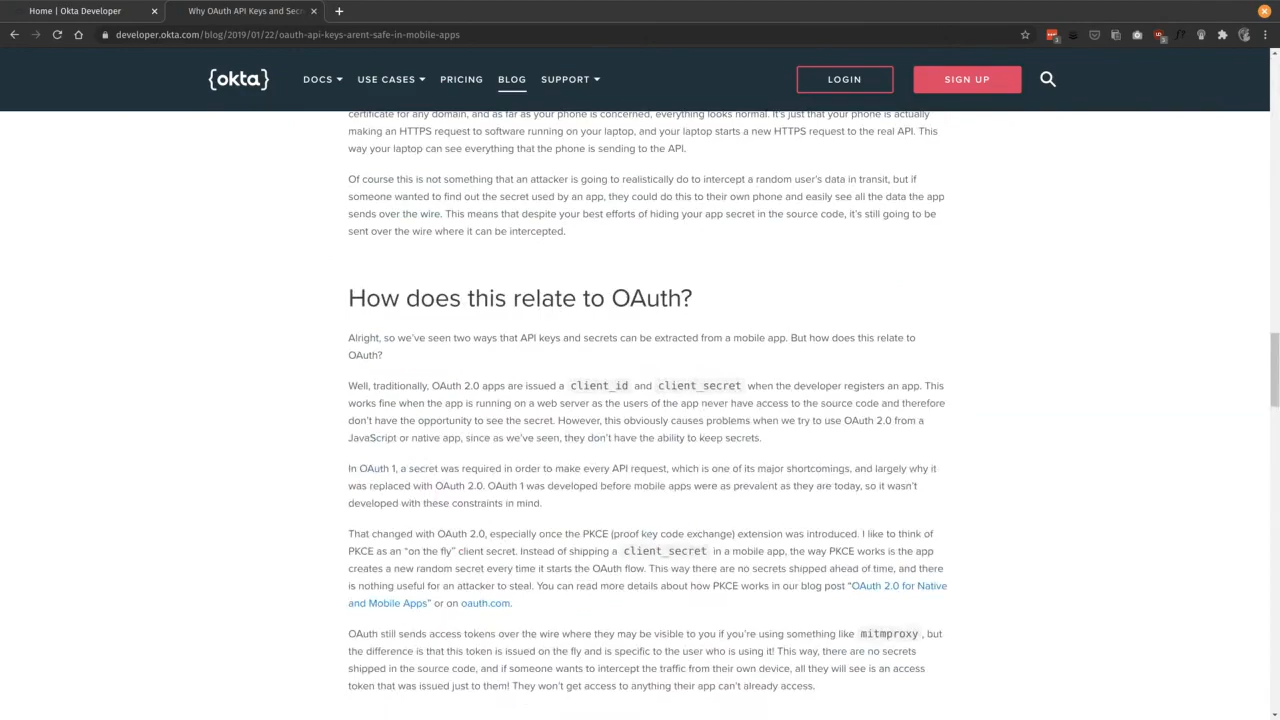 Home | Okta Developer
Why OAuth API Keys and Secr
developer.okta.com/blog/2019/01/22/oauth-api-keys-arent-safe-in-mobile-apps
{okta}
DOCS
USE CASES
PRICING
BLOG
SUPPORT
LOGIN
SIGN UP
certificate for any domain, and as far as your phone is concerned, everything looks normal. It's just that your phone is actually
making an HTTPS request to software running on your laptop, and your laptop starts a new HTTPS request to the real API. This
way your laptop can see everything that the phone is sending to the API.
Of course this is not something that an attacker is going to realistically do to intercept a random user's data in transit, but if
someone wanted to find out the secret used by an app, they could do this to their own phone and easily see all the data the app
sends over the wire. This means that despite your best efforts of hiding your app secret in the source code, it's still going to be
sent over the wire where it can be intercepted.
How does this relate to OAuth?
Alright, so we've seen two ways that API keys and secrets can be extracted from a mobile app. But how does this relate to
OAuth?
Well, traditionally, OAuth 2.0 apps are issued a client_id and client_secret when the developer registers an app. This
works fine when the app is running on a web server as the users of the app never have access to the source code and therefore
don't have the opportunity to see the secret. However, this obviously causes problems when we try to use OAuth 2.0 from a
JavaScript or native app, since as we've seen, they don't have the ability to keep secrets.
In OAuth 1, a secret was required in order to make every API request, which is one of its major shortcomings, and largely why it
was replaced with OAuth 2.0. OAuth 1 was developed before mobile apps were as prevalent as they are today, so it wasn't
developed with these constraints in mind.
That changed with OAuth 2.0, especially once the PKCE (proof key code exchange) extension was introduced. I like to think of
PKCE as an "on the fly" client secret. Instead of shipping a client_secret in a mobile app, the way PKCE works is the app
creates a new random secret every time it starts the OAuth flow. This way there are no secrets shipped ahead of time, and there
is nothing useful for an attacker to steal. You can read more details about how PKCE works in our blog post "OAuth 2.0 for Native
and Mobile Apps" or on oauth.com.
OAuth still sends access tokens over the wire where they may be visible to you if you're using something like mitmproxy, but
the difference is that this token is issued on the fly and is specific to the user who is using it! This way, there are no secrets
shipped in the source code, and if someone wants to intercept the traffic from their own device, all they will see is an access
token that was issued just to them! They won't get access to anything their app can't already access.